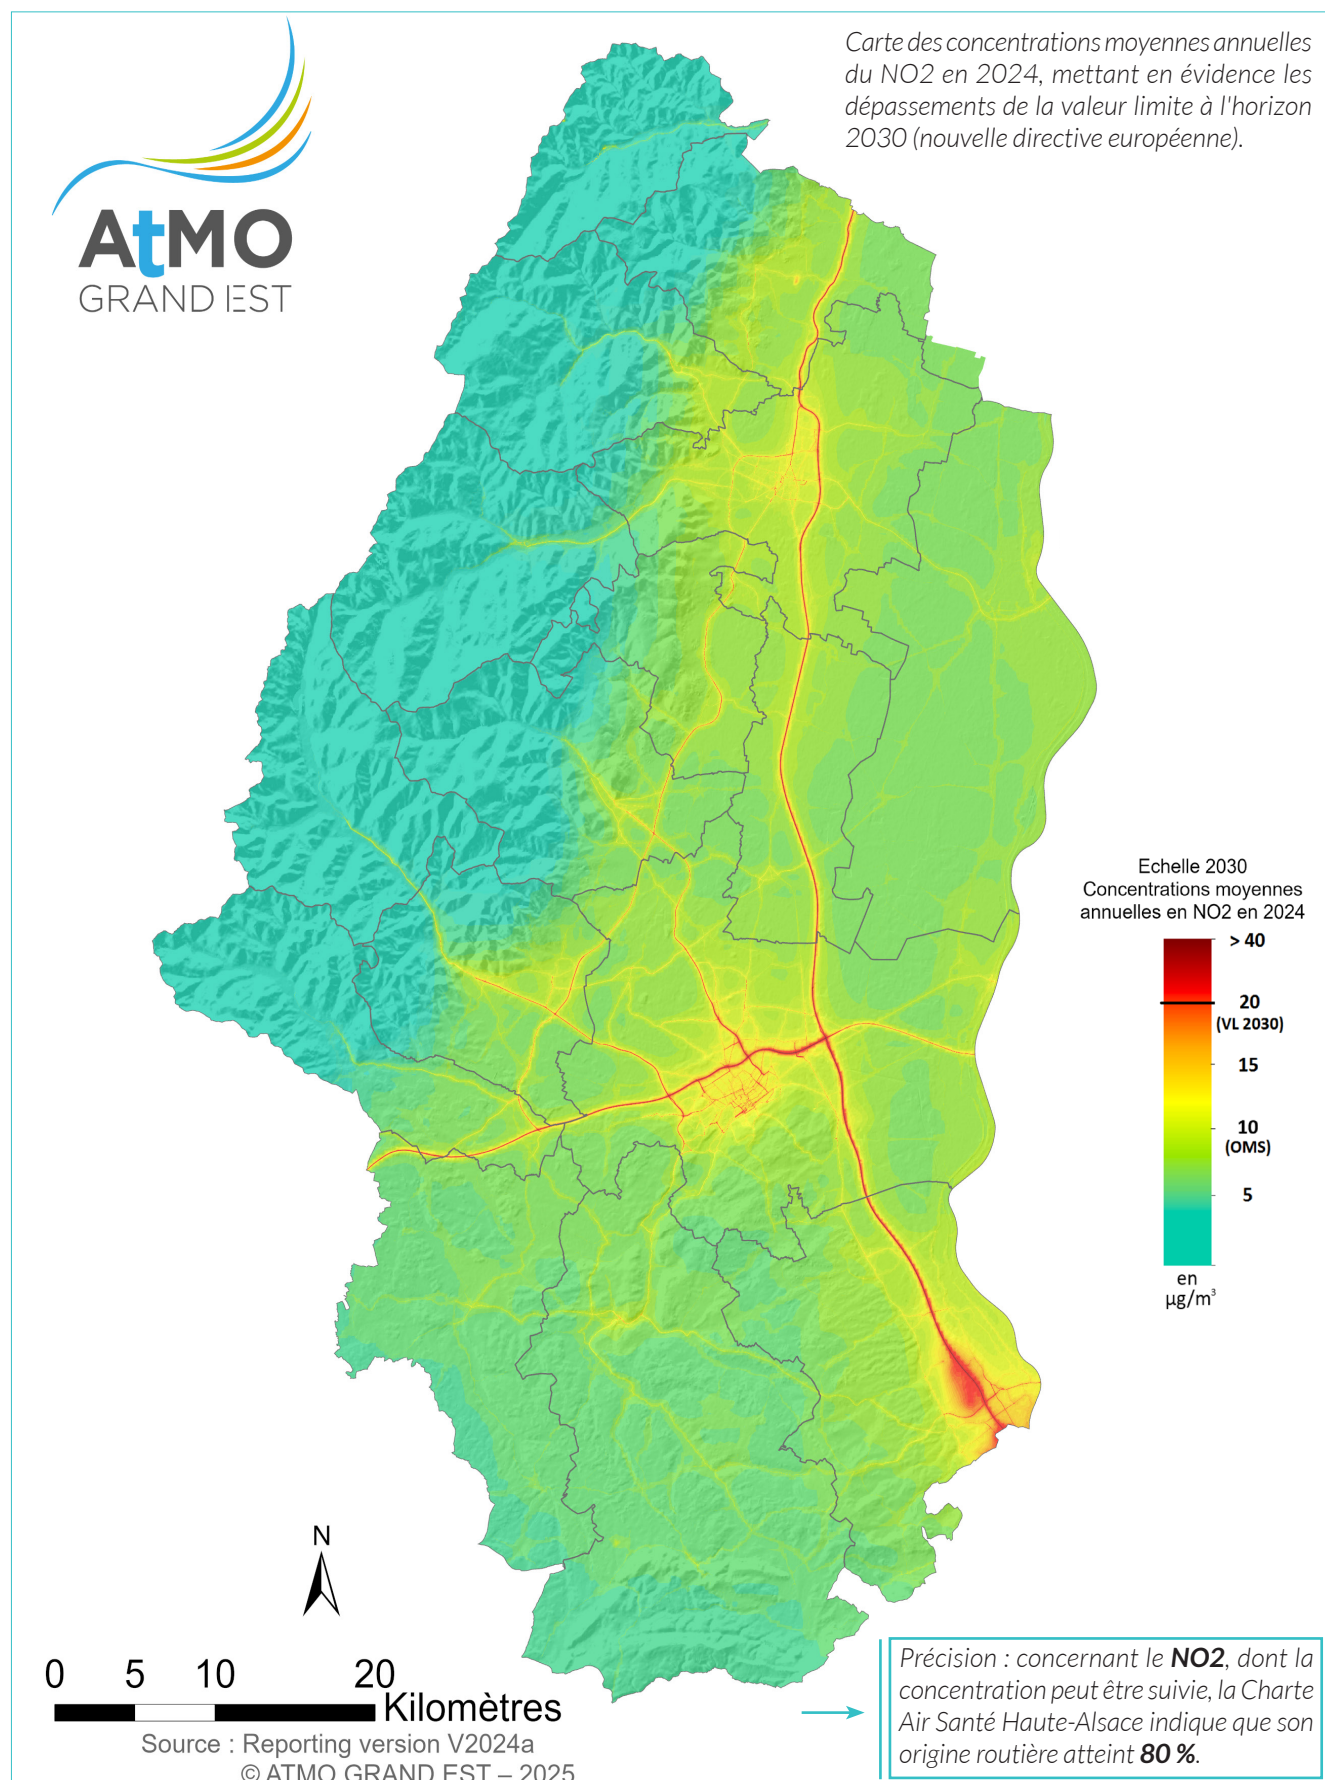 Carte des concentrations moyennes annuelles
du NO2 en 2024, mettant en évidence les
dépassements de la valeur limite à l'horizon
2030 (nouvelle directive européenne).
AtMO
GRAND EST
Echelle 2030
Concentrations moyennes
annuelles en NO2 en 2024
> 40
20
(VL 2030)
15
10
(OMS)
5
en
µg/m³
N
0 5 10 20
Kilomètres
Source : Reporting version V2024a
© ATMO GRAND EST – 2025
Précision : concernant le NO2, dont la
concentration peut être suivie, la Charte
Air Santé Haute-Alsace indique que son
origine routière atteint 80 %.